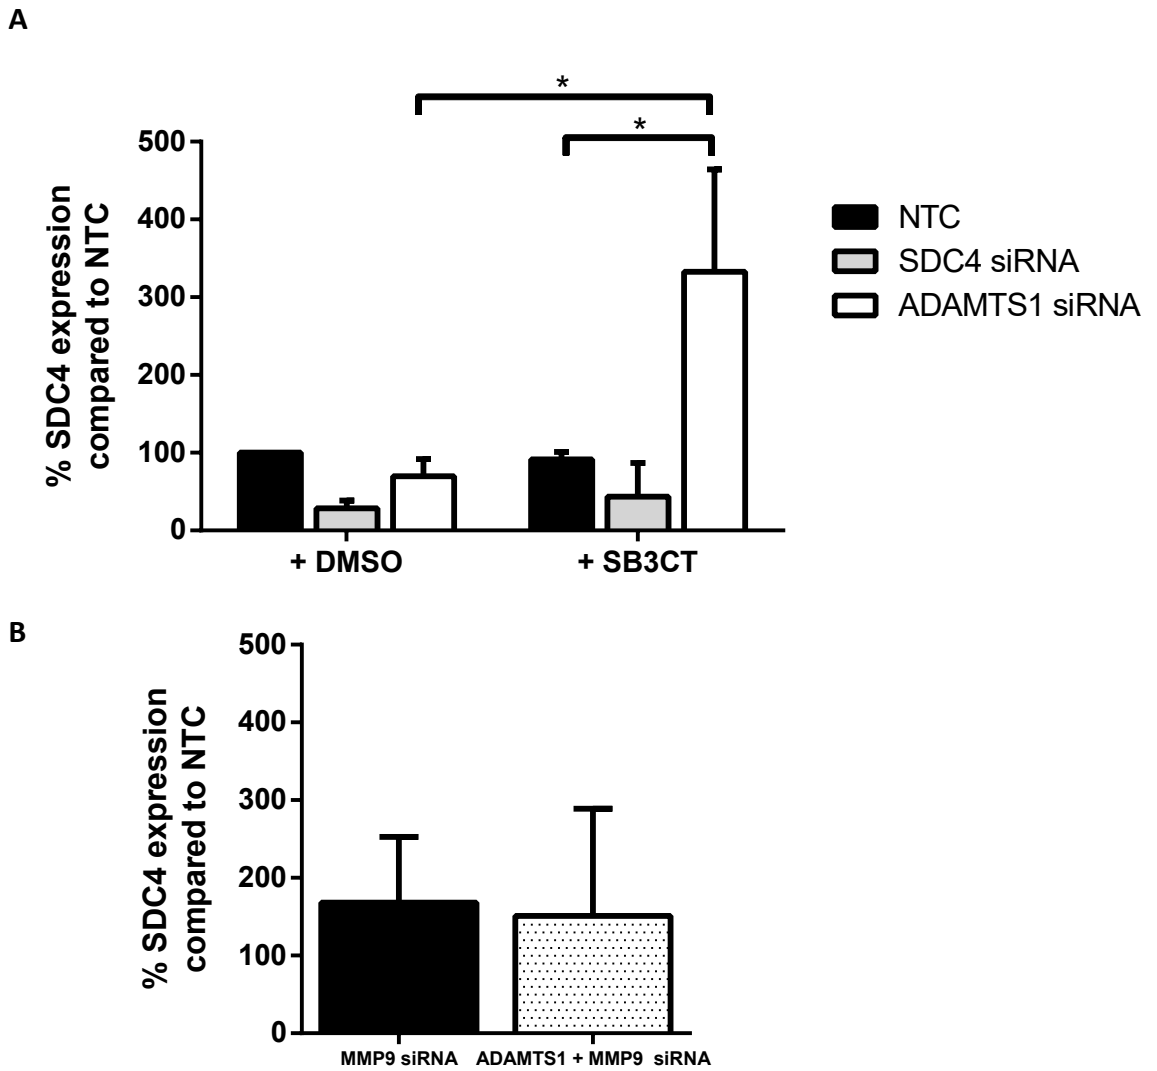 A
*
*
500
400
300
200
100
0
% SDC4 expression
compared to NTC
+ DMSO
+ SB3CT
NTC
SDC4 siRNA
ADAMTS1 siRNA
B
500
400
300
200
100
0
% SDC4 expression
compared to NTC
MMP9 siRNA
ADAMTS1 + MMP9 siRNA